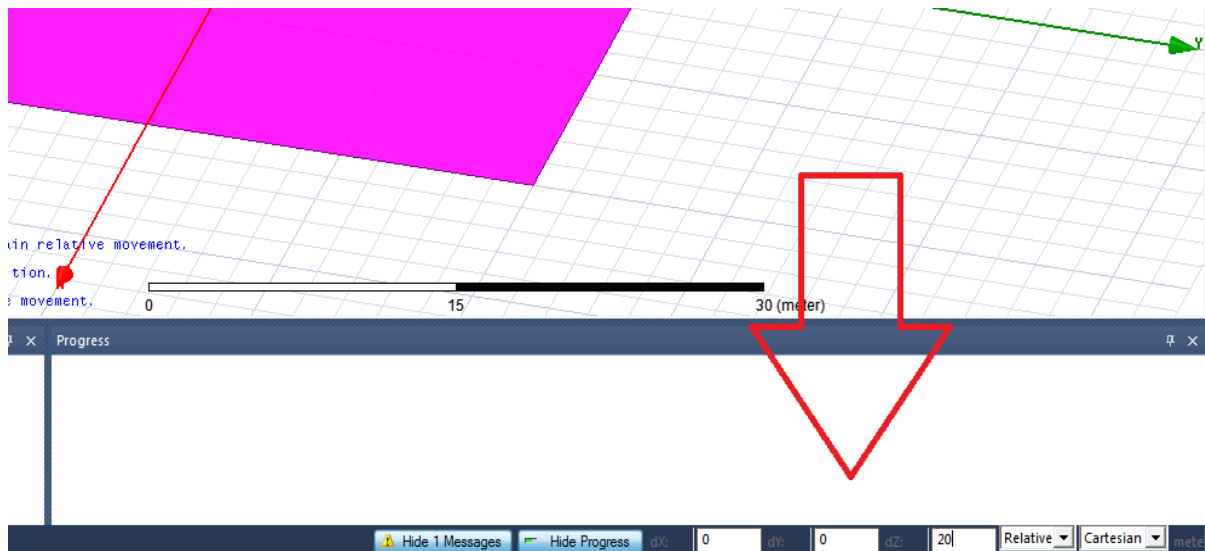 Y
ain relative movement.
tion.
movement.
0 15 30 (meter)
Progress
Hide 1 Messages Hide Progress dX: 0 dY: 0 dZ: 20 Relative Cartesian mete